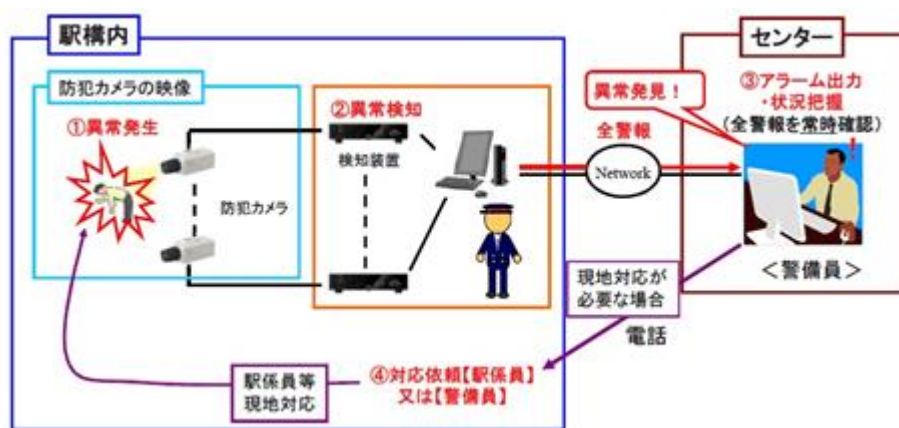 駅構内
防犯カメラの映像
①異常発生
防犯カメラ
②異常検知
検知装置
全警報
Network
センター
異常発見！
③アラーム出力
・状況把握
(全警報を常時確認)
！
＜警備員＞
現地対応が
必要な場合
電話
④対応依頼【駅係員】
又は【警備員】
駅係員等
現地対応